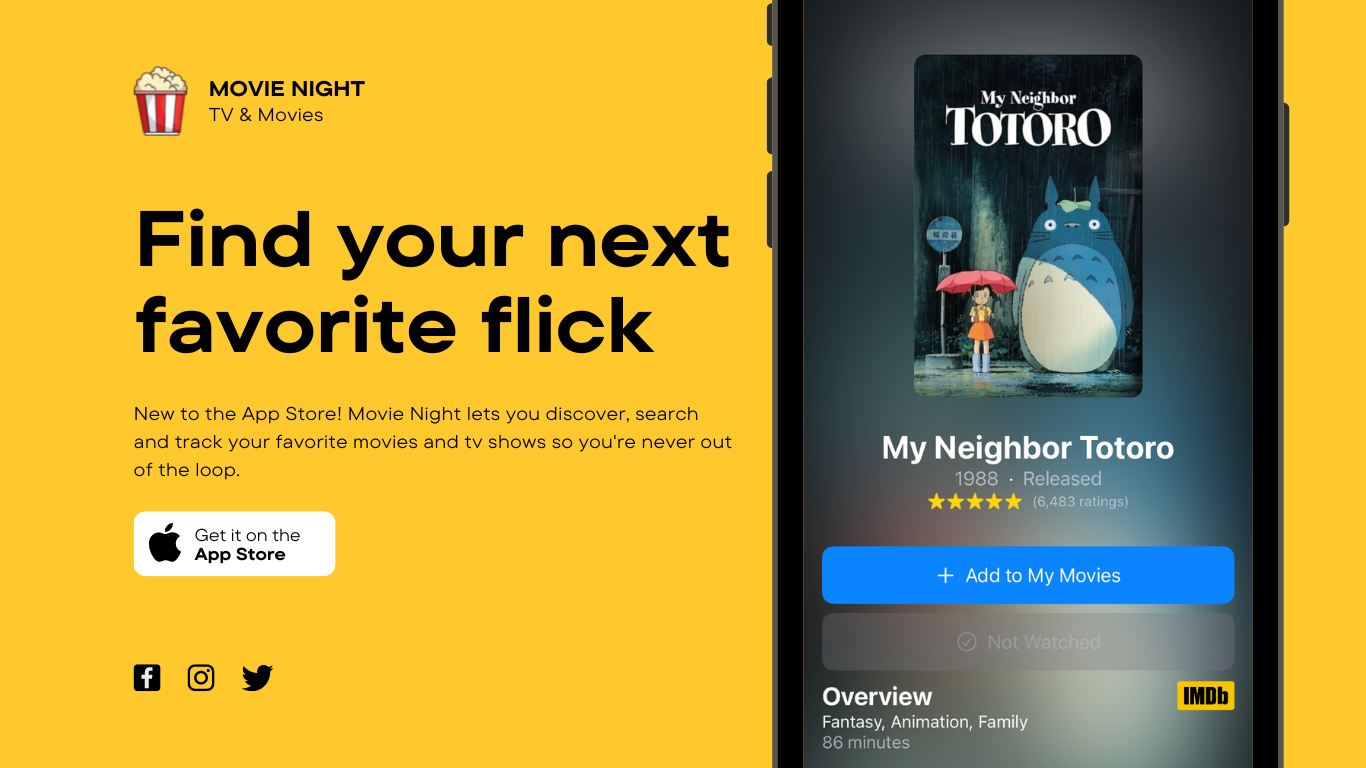 MOVIE NIGHT
TV & Movies
Find your next
favorite flick
New to the App Store! Movie Night lets you discover, search
and track your favorite movies and tv shows so you're never out
of the loop.
Get it on the
App Store
My Neighbor
TOTORO
My Neighbor Totoro
1988 · Released
(6,483 ratings)
+ Add to My Movies
Not Watched
Overview
IMDb
Fantasy, Animation, Family
86 minutes